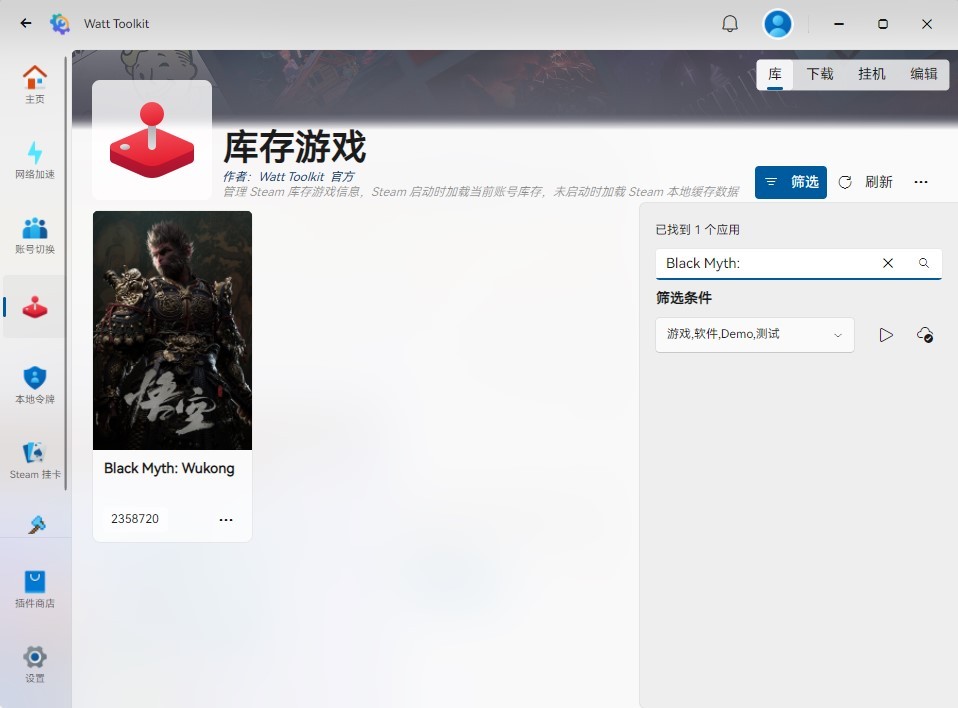 Watt Toolkit
主页
网络加速
账号切换
本地令牌
Steam 挂卡
插件商店
设置
库
下载
挂机
编辑
库存游戏
作者：Watt Toolkit 官方
管理 Steam 库存游戏信息，Steam 启动时加载当前账号库存，未启动时加载 Steam 本地缓存数据
筛选
刷新
悟空
Black Myth: Wukong
2358720
已找到 1 个应用
Black Myth:
筛选条件
游戏,软件,Demo,测试